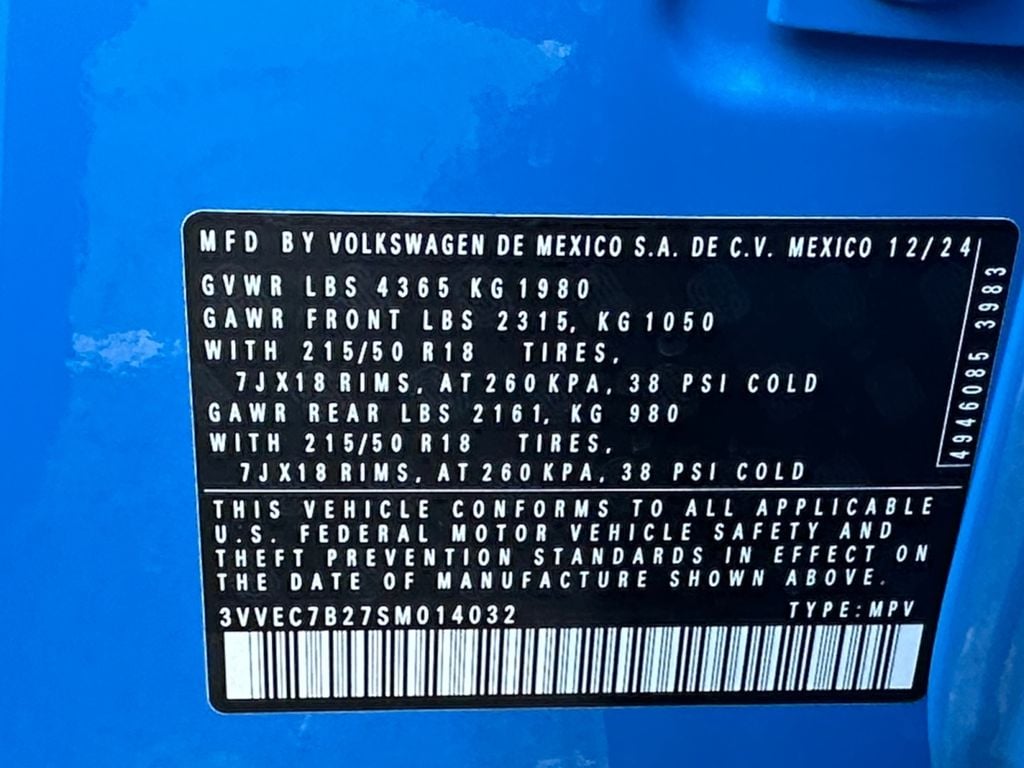 MFD BY VOLKSWAGEN DE MEXICO S.A. DE C.V. MEXICO 12/24
GVWR LBS 4365 KG 1980
GAWR FRONT LBS 2315, KG 1050
WITH 215/50 R18 TIRES,
7JX18 RIMS, AT 260 KPA, 38 PSI COLD
GAWR REAR LBS 2161, KG 980
WITH 215/50 R18 TIRES,
7JX18 RIMS, AT 260 KPA, 38 PSI COLD
4946085 3983
THIS VEHICLE CONFORMS TO ALL APPLICABLE
U.S. FEDERAL MOTOR VEHICLE SAFETY AND
THEFT PREVENTION STANDARDS IN EFFECT ON
THE DATE OF MANUFACTURE SHOWN ABOVE.
3VVEC7B27SM014032 TYPE: MPV